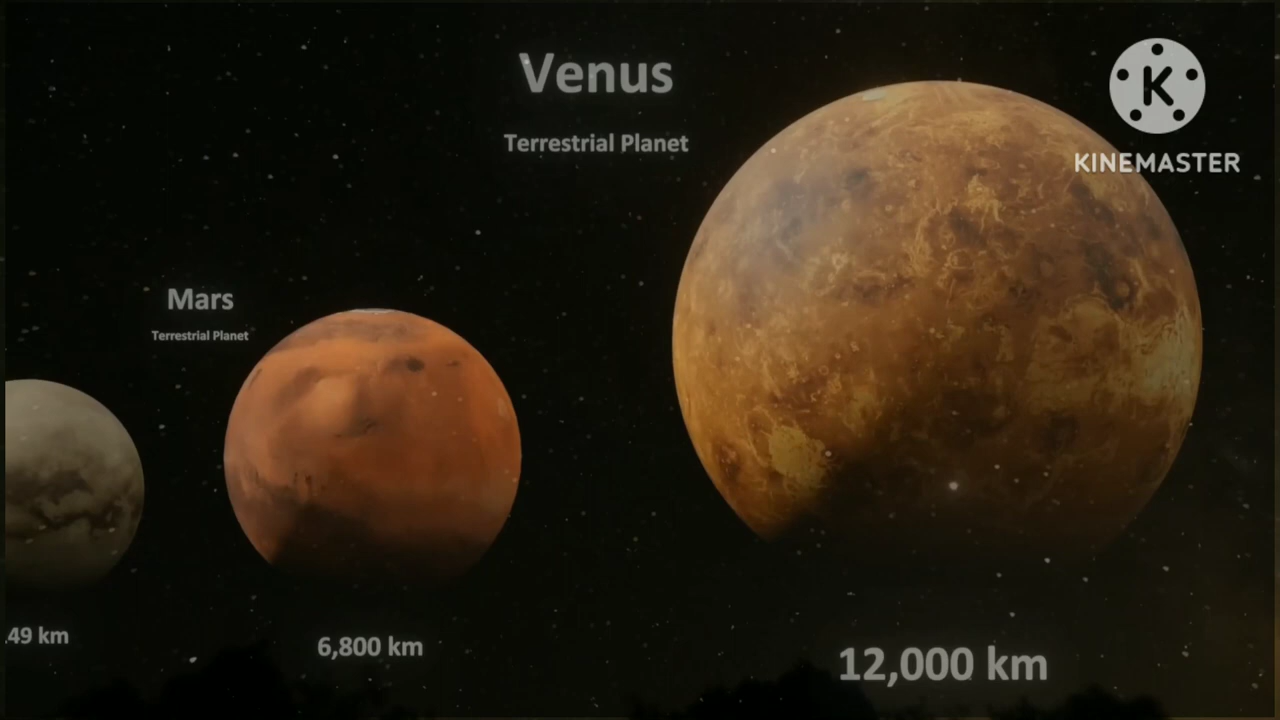 Venus
Terrestrial Planet
K
KINEMASTER
Mars
Terrestrial Planet
.49 km
6,800 km
12,000 km